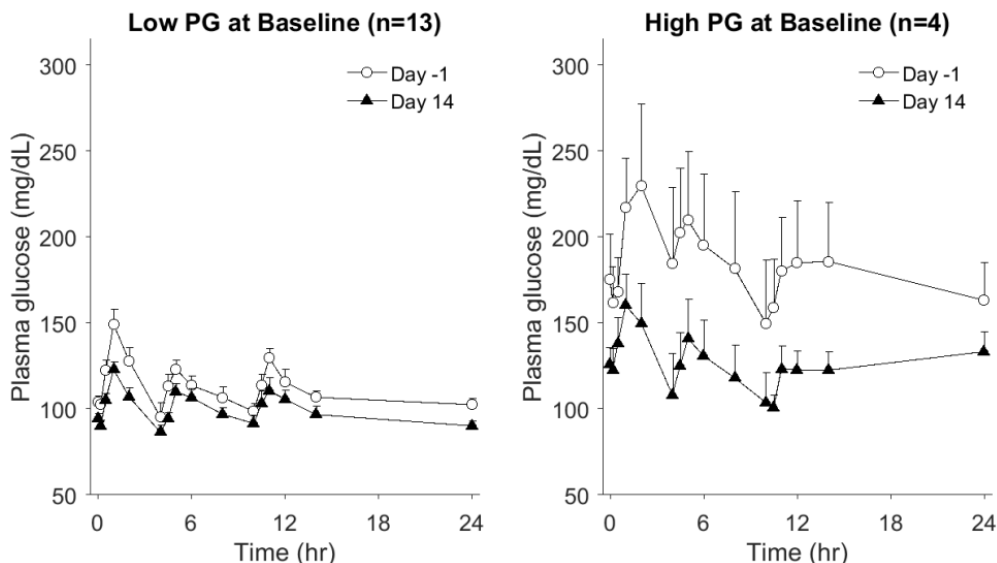 Low PG at Baseline (n=13)
Day -1
Day 14
Plasma glucose (mg/dL)
300
250
200
150
100
50
0
6
12
18
24
Time (hr)
High PG at Baseline (n=4)
Day -1
Day 14
Plasma glucose (mg/dL)
300
250
200
150
100
50
0
6
12
18
24
Time (hr)